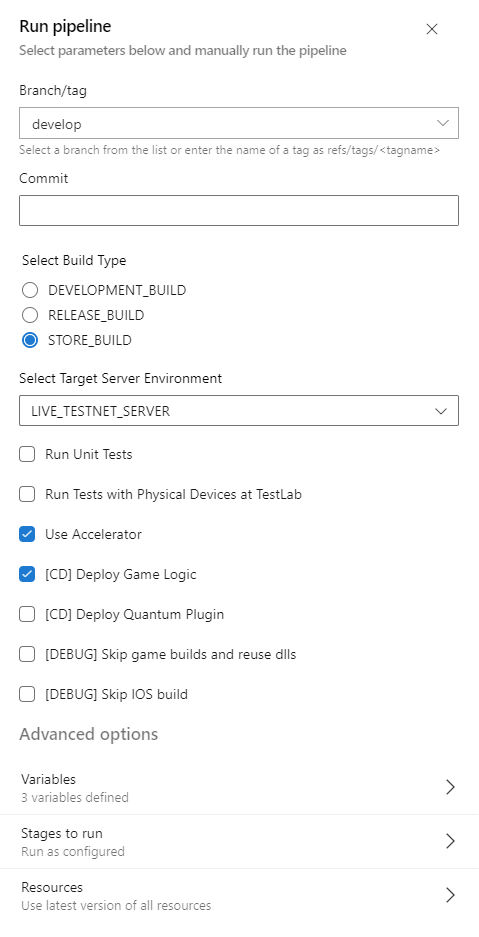 Run pipeline
Select parameters below and manually run the pipeline
Branch/tag
develop
Select a branch from the list or enter the name of a tag as refs/tags/<tagname>
Commit
Select Build Type
DEVELOPMENT_BUILD
RELEASE_BUILD
STORE_BUILD
Select Target Server Environment
LIVE_TESTNET_SERVER
Run Unit Tests
Run Tests with Physical Devices at TestLab
Use Accelerator
[CD] Deploy Game Logic
[CD] Deploy Quantum Plugin
[DEBUG] Skip game builds and reuse dlls
[DEBUG] Skip IOS build
Advanced options
Variables
3 variables defined
Stages to run
Run as configured
Resources
Use latest version of all resources